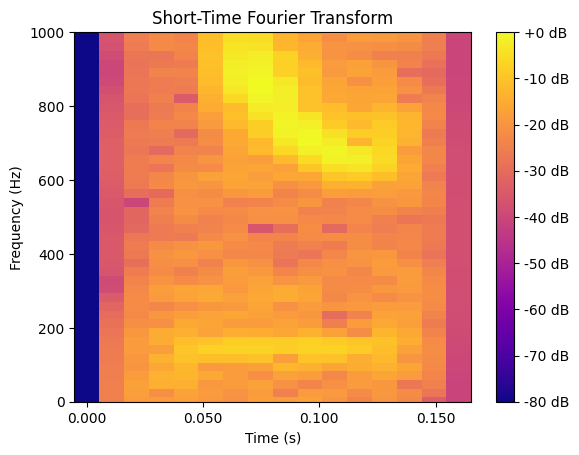 Short-Time Fourier Transform
Frequency (Hz)
1000
800
600
400
200
0
0.000
0.050
0.100
0.150
Time (s)
+0 dB
-10 dB
-20 dB
-30 dB
-40 dB
-50 dB
-60 dB
-70 dB
-80 dB